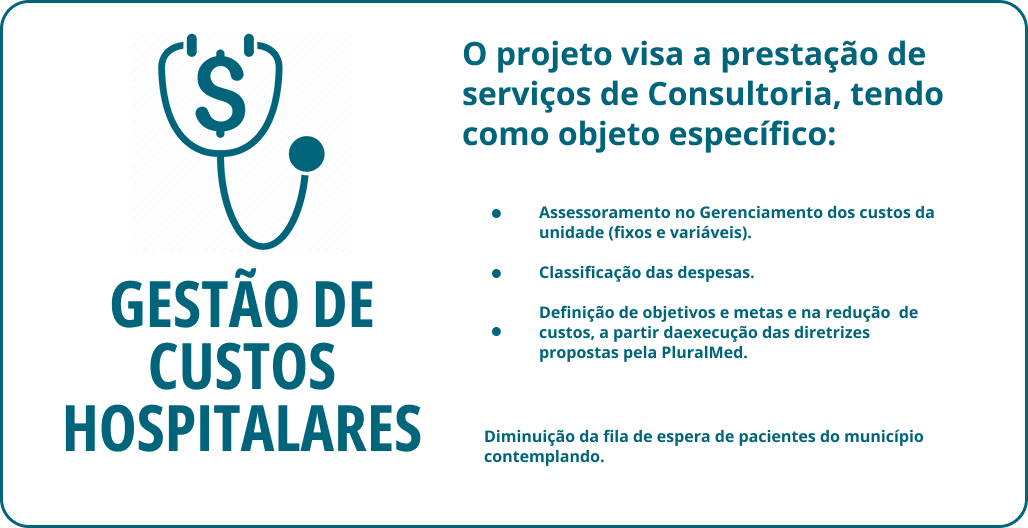 GESTÃO DE
CUSTOS
HOSPITALARES
O projeto visa a prestação de
serviços de Consultoria, tendo
como objeto específico:
● Assessoramento no Gerenciamento dos custos da
unidade (fixos e variáveis).
● Classificação das despesas.
● Definição de objetivos e metas e na redução  de
custos, a partir daexecução das diretrizes
propostas pela PluralMed.
Diminuição da fila de espera de pacientes do município
contemplando.